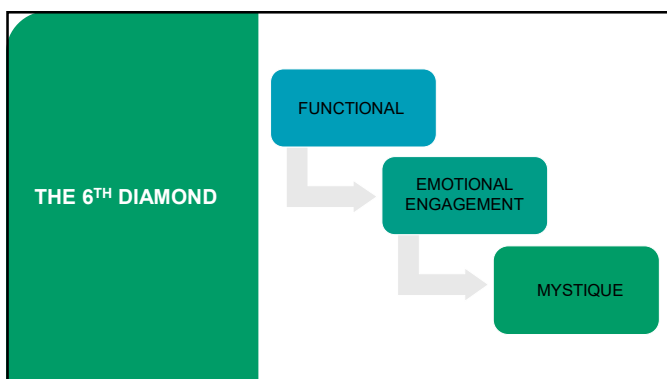 THE 6TH DIAMOND
FUNCTIONAL
EMOTIONAL
ENGAGEMENT
MYSTIQUE